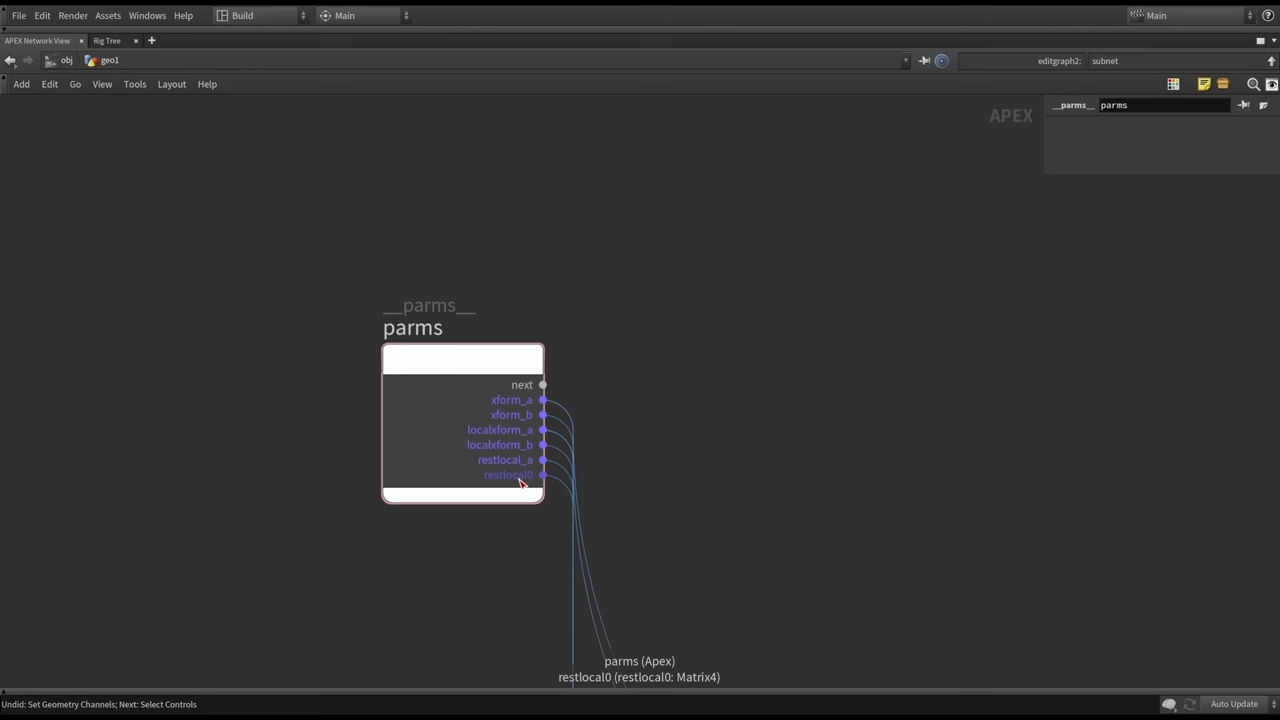 File Edit Render Assets Windows Help Build Main Main
APEX Network View Rig Tree
obj geo1 editgraph2: subnet
Add Edit Go View Tools Layout Help
APEX
__parms__ parms
__parms__
parms
next
xform_a
xform_b
localxform_a
localxform_b
restlocal_a
restlocal0
parms (Apex)
restlocal0 (restlocal0: Matrix4)
Undid: Set Geometry Channels; Next: Select Controls Auto Update